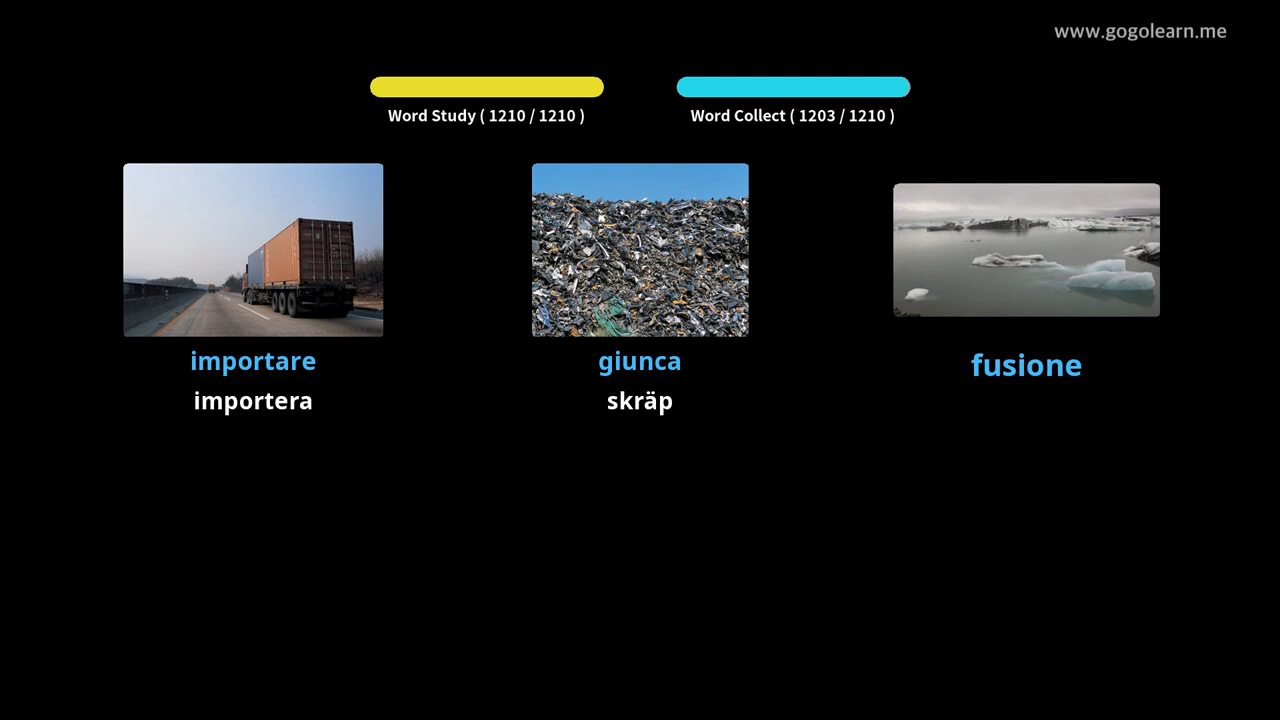 www.gogolearn.me
Word Study ( 1210 / 1210 )
Word Collect ( 1203 / 1210 )
importare
importera
giunca
skräp
fusione